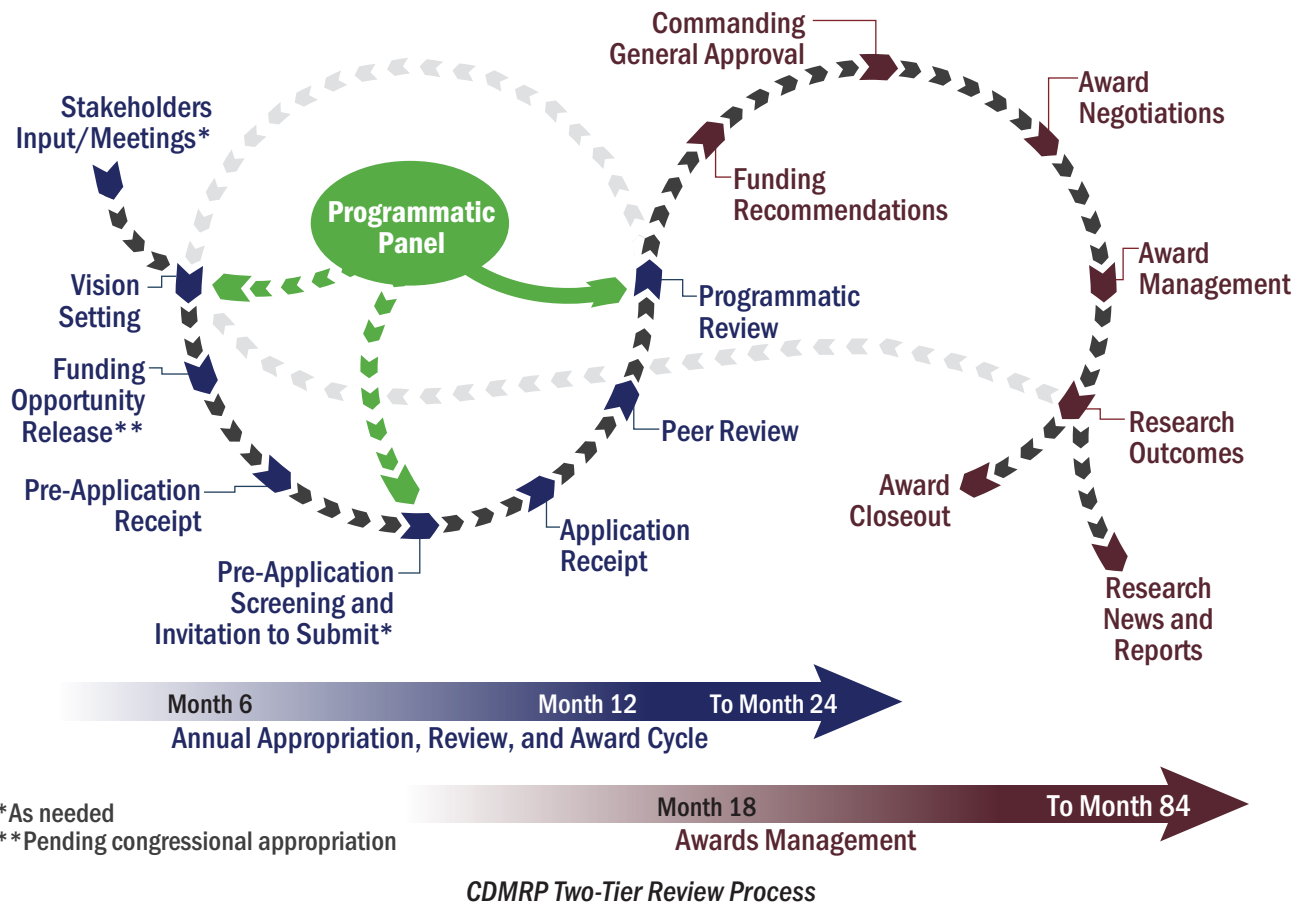 Commanding
General Approval
Stakeholders
Input/Meetings*
Award
Negotiations
Programmatic
Panel
Funding
Recommendations
Vision
Setting
Programmatic
Review
Award
Management
Funding
Opportunity
Release**
Peer Review
Research
Outcomes
Pre-Application
Receipt
Award
Closeout
Application
Receipt
Pre-Application
Screening and
Invitation to Submit*
Research
News and
Reports
Month 6
Month 12
To Month 24
Annual Appropriation, Review, and Award Cycle
Month 18
To Month 84
Awards Management
*As needed
**Pending congressional appropriation
CDMRP Two-Tier Review Process